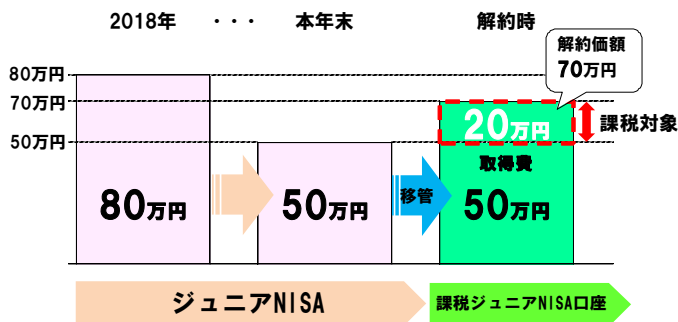 2018年 ・・・ 本年末 解約時
解約価額
70万円
80万円
70万円
50万円
20万円
課税対象
取得費
80万円
50万円
移管
50万円
ジュニアNISA
課税ジュニアNISA口座